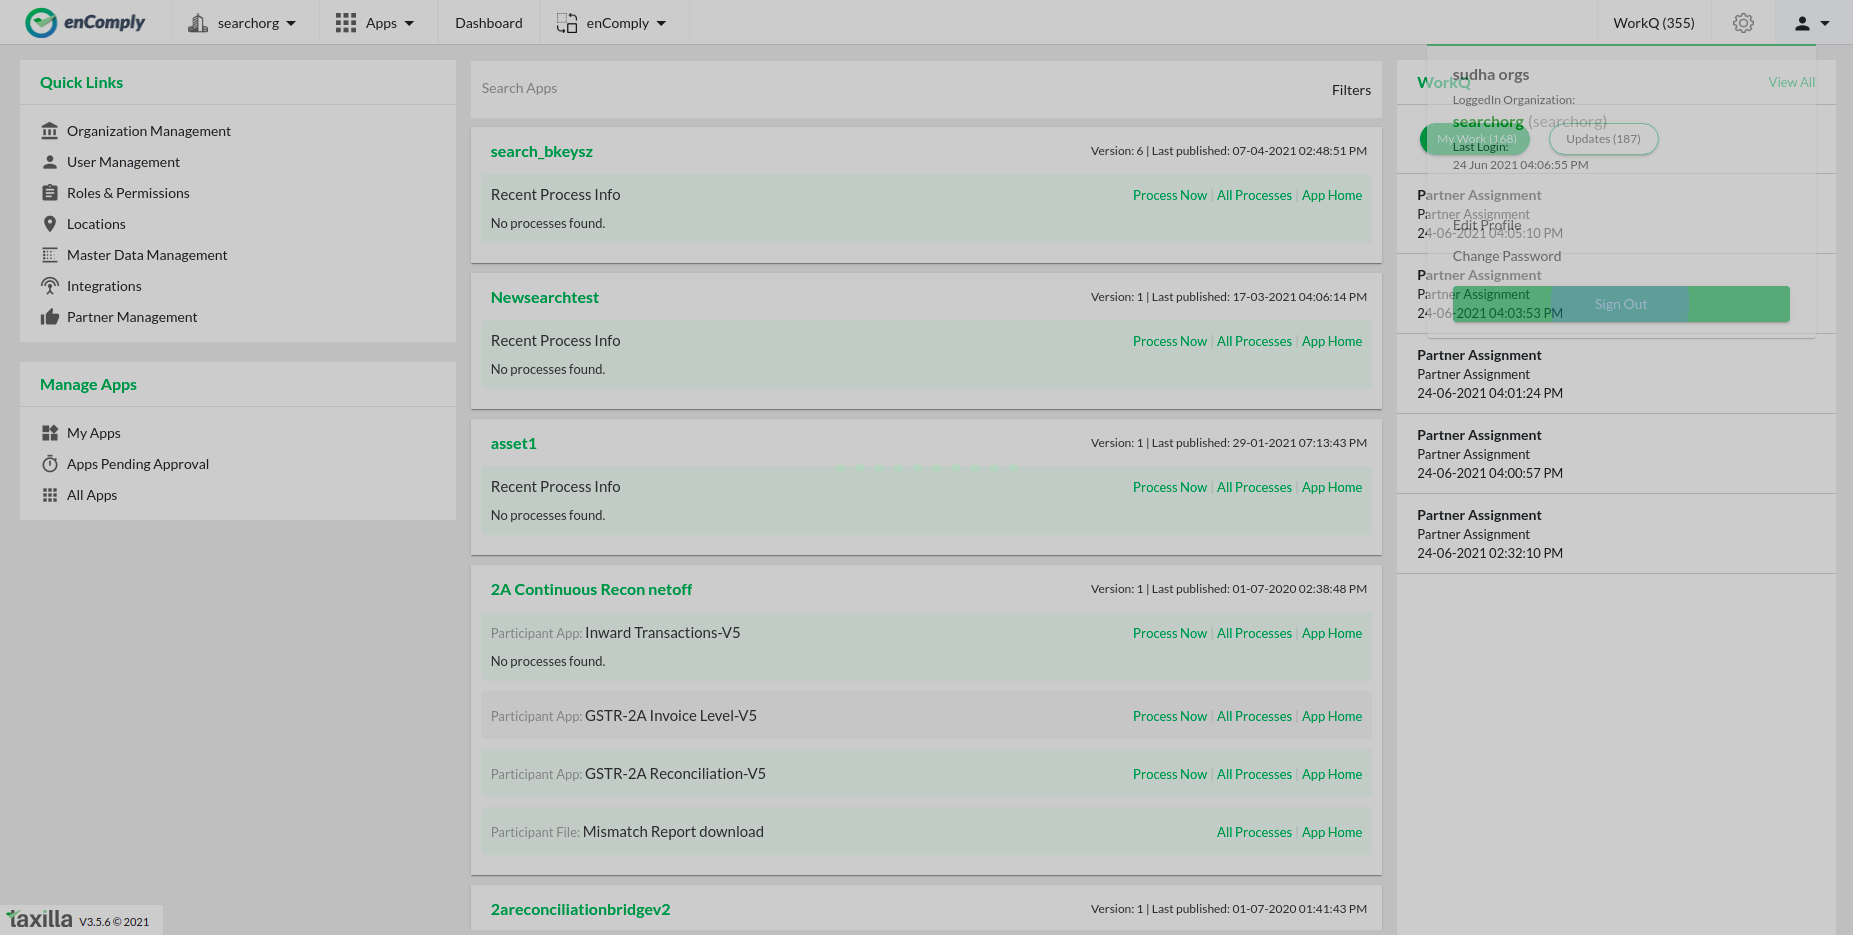 enComply
searchorg
Apps
Dashboard
enComply
WorkQ (355)
Quick Links
Organization Management
User Management
Roles & Permissions
Locations
Master Data Management
Integrations
Partner Management
Manage Apps
My Apps
Apps Pending Approval
All Apps
Search Apps
Filters
search_bkeysz
Version: 6 | Last published: 07-04-2021 02:48:51 PM
Recent Process Info
Process Now | All Processes | App Home
No processes found.
Newsearchtest
Version: 1 | Last published: 17-03-2021 04:06:14 PM
Recent Process Info
Process Now | All Processes | App Home
No processes found.
asset1
Version: 1 | Last published: 29-01-2021 07:13:43 PM
Recent Process Info
Process Now | All Processes | App Home
No processes found.
2A Continuous Recon netoff
Version: 1 | Last published: 01-07-2020 02:38:48 PM
Participant App: Inward Transactions-V5
Process Now | All Processes | App Home
No processes found.
Participant App: GSTR-2A Invoice Level-V5
Process Now | All Processes | App Home
Participant App: GSTR-2A Reconciliation-V5
Process Now | All Processes | App Home
Participant File: Mismatch Report download
All Processes | App Home
2areconciliationbridgev2
Version: 1 | Last published: 01-07-2020 01:41:43 PM
WorkQ
View All
My Work (168)
Updates (187)
Partner Assignment
Partner Assignment
24-06-2021 04:05:10 PM
Partner Assignment
Partner Assignment
24-06-2021 04:03:53 PM
Partner Assignment
Partner Assignment
24-06-2021 04:01:24 PM
Partner Assignment
Partner Assignment
24-06-2021 04:00:57 PM
Partner Assignment
Partner Assignment
24-06-2021 02:32:10 PM
sudha orgs
LoggedIn Organization:
searchorg (searchorg)
Last Login:
24 Jun 2021 04:06:55 PM
Edit Profile
Change Password
Sign Out
taxilla V3.5.6 © 2021